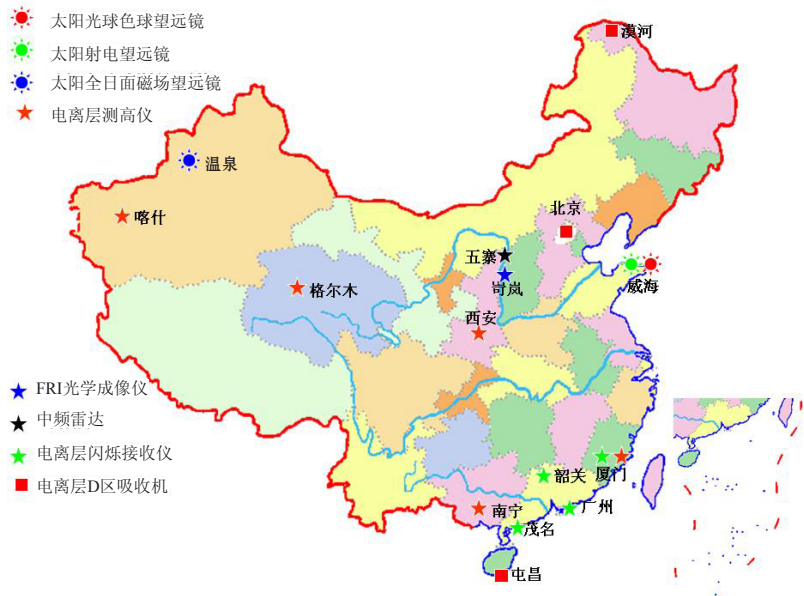 太阳光球色球望远镜
太阳射电望远镜
太阳全日面磁场望远镜
电离层测高仪
漠河
温泉
喀什
北京
五寨
岢岚
威海
格尔木
西安
FRI光学成像仪
中频雷达
电离层闪烁接收仪
电离层D区吸收机
韶关
厦门
南宁
广州
茂名
屯昌